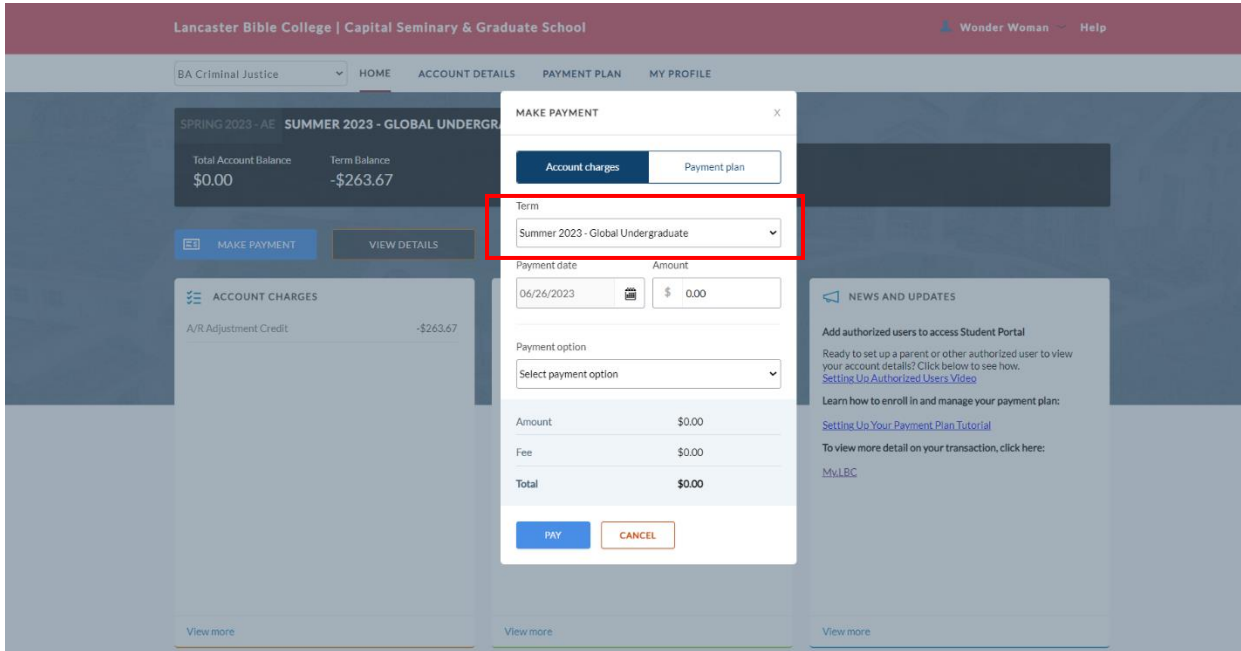 Lancaster Bible College | Capital Seminary & Graduate School
Wonder Woman
Help
BA Criminal Justice
HOME
ACCOUNT DETAILS
PAYMENT PLAN
MY PROFILE
SPRING 2023 - AE
SUMMER 2023 - GLOBAL UNDERGRA
Total Account Balance
Term Balance
$0.00
-$263.67
MAKE PAYMENT
VIEW DETAILS
ACCOUNT CHARGES
A/R Adjustment Credit
-$263.67
View more
MAKE PAYMENT
X
Account charges
Payment plan
Term
Summer 2023 - Global Undergraduate
Payment date
Amount
06/26/2023
$ 0.00
Payment option
Select payment option
Amount
$0.00
Fee
$0.00
Total
$0.00
PAY
CANCEL
View more
NEWS AND UPDATES
Add authorized users to access Student Portal
Ready to set up a parent or other authorized user to view
your account details? Click below to see how.
Setting Up Authorized Users Video
Learn how to enroll in and manage your payment plan:
Setting Up Your Payment Plan Tutorial
To view more detail on your transaction, click here:
My.LBC
View more